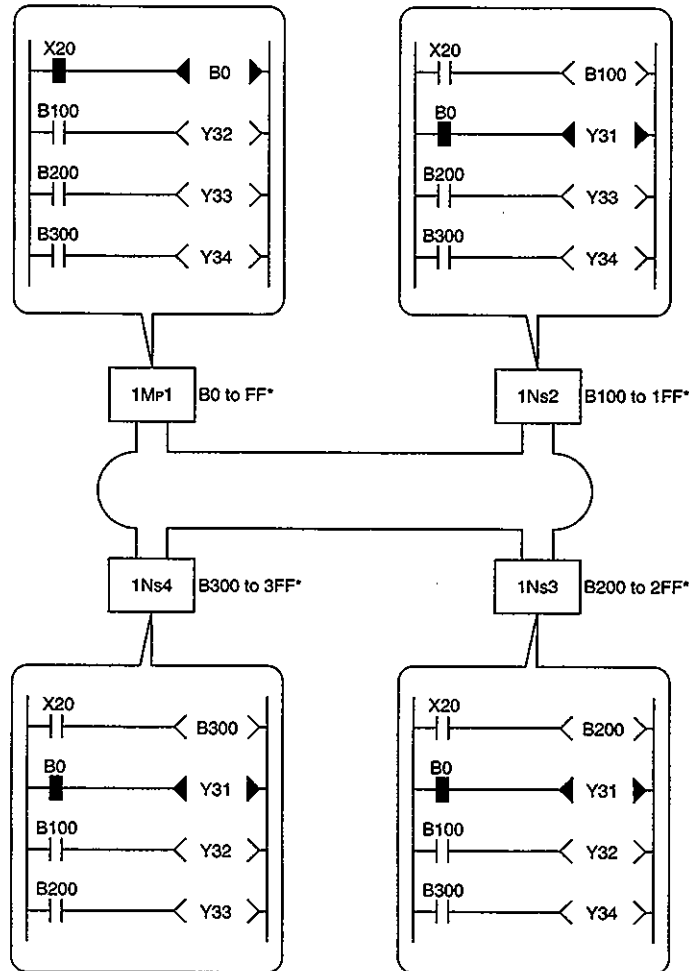 X20
B0
B100
Y32
B200
Y33
B300
Y34
X20
B100
B0
Y31
B200
Y33
B300
Y34
1MP1
B0 to FF*
1NS2
B100 to 1FF*
1NS4
B300 to 3FF*
1NS3
B200 to 2FF*
X20
B300
B0
Y31
B100
Y32
B200
Y33
X20
B200
B0
Y31
B100
Y32
B300
Y34